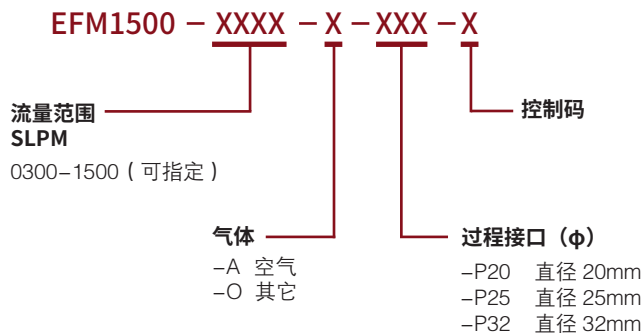 EFM1500 – XXXX – X – XXX – X
流量范围
SLPM
0300–1500（可指定）
控制码
气体
–A 空气
–O 其它
过程接口（φ）
–P20 直径 20mm
–P25 直径 25mm
–P32 直径 32mm